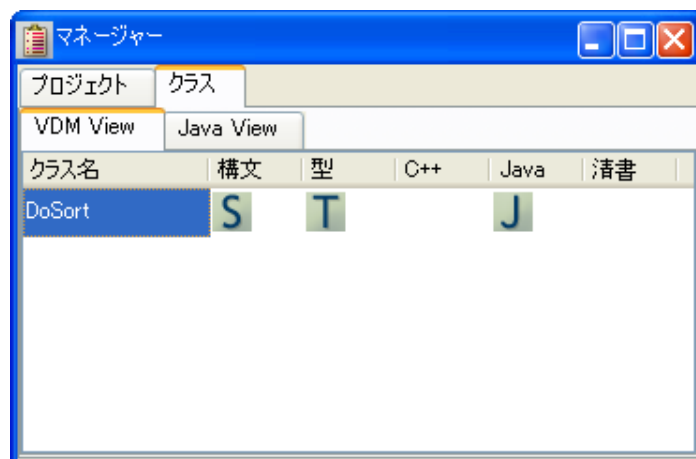 マネージャー
プロジェクト クラス
VDM View Java View
クラス名 構文 型 C++ Java 清書
DoSort S T J